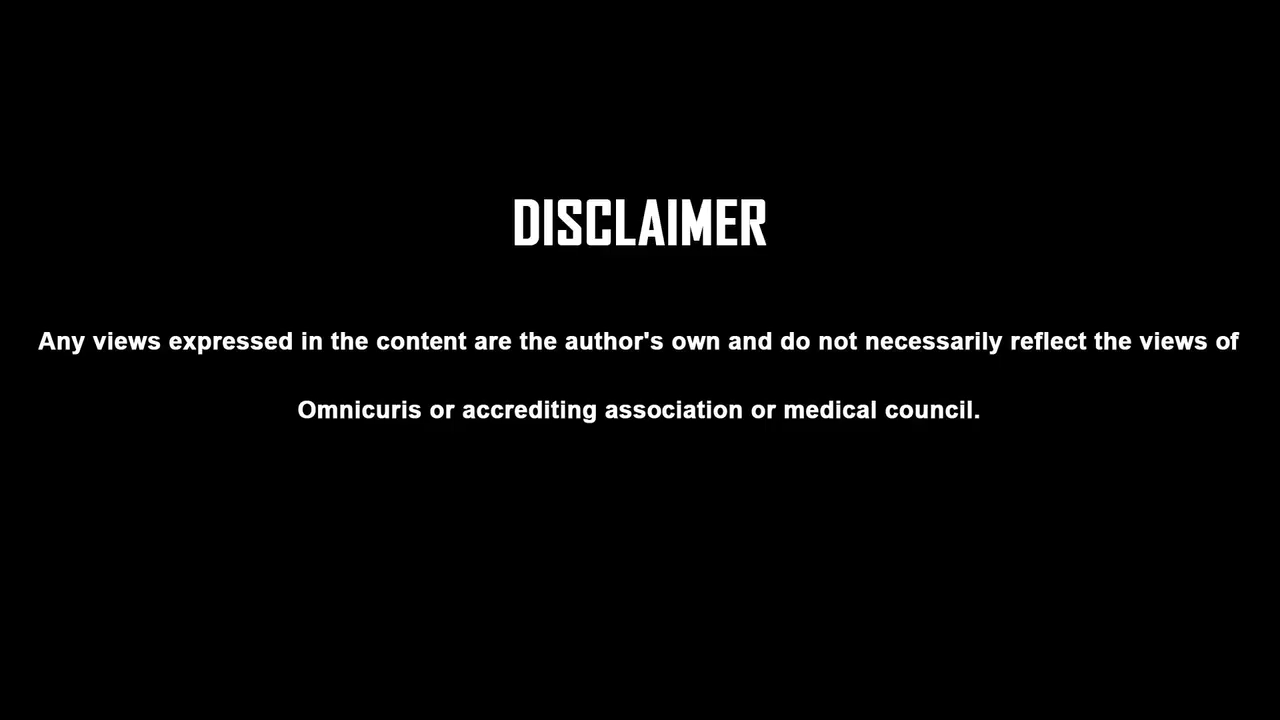 DISCLAIMER
Any views expressed in the content are the author's own and do not necessarily reflect the views of
Omnicuris or accrediting association or medical council.